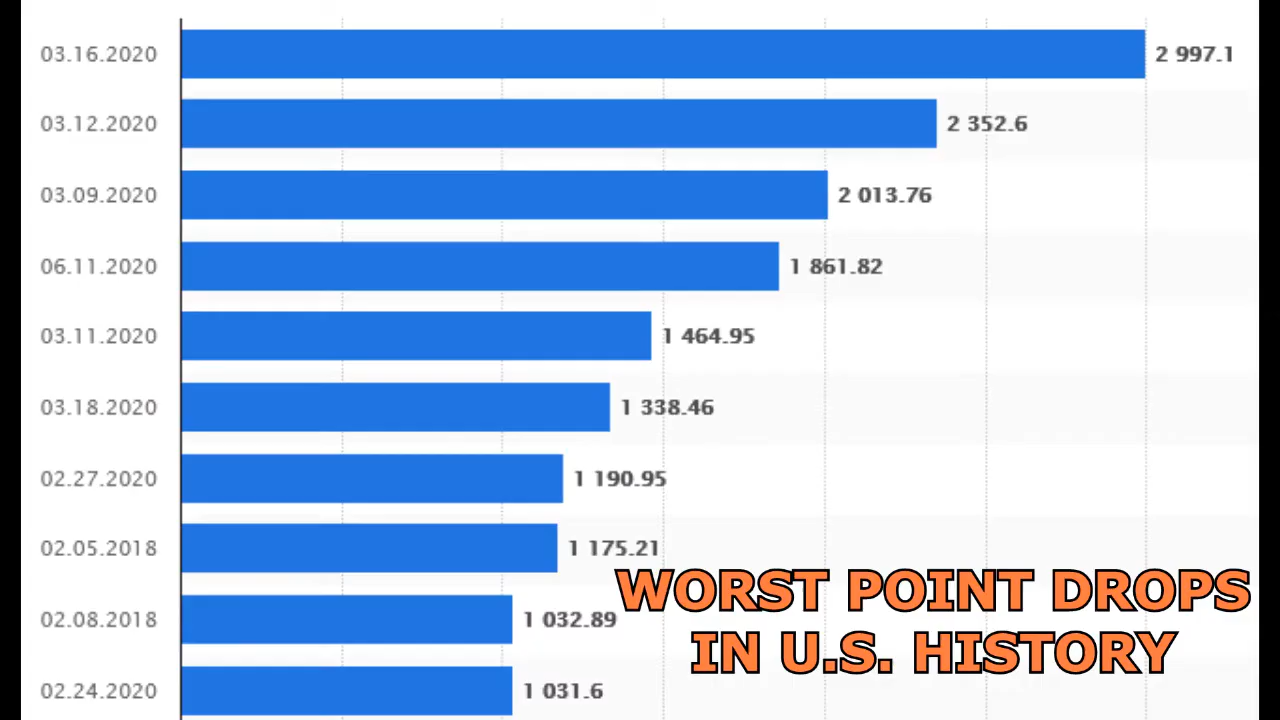 03.16.2020 2 997.1
03.12.2020 2 352.6
03.09.2020 2 013.76
06.11.2020 1 861.82
03.11.2020 1 464.95
03.18.2020 1 338.46
02.27.2020 1 190.95
02.05.2018 1 175.21
02.08.2018 1 032.89
02.24.2020 1 031.6
WORST POINT DROPS
IN U.S. HISTORY